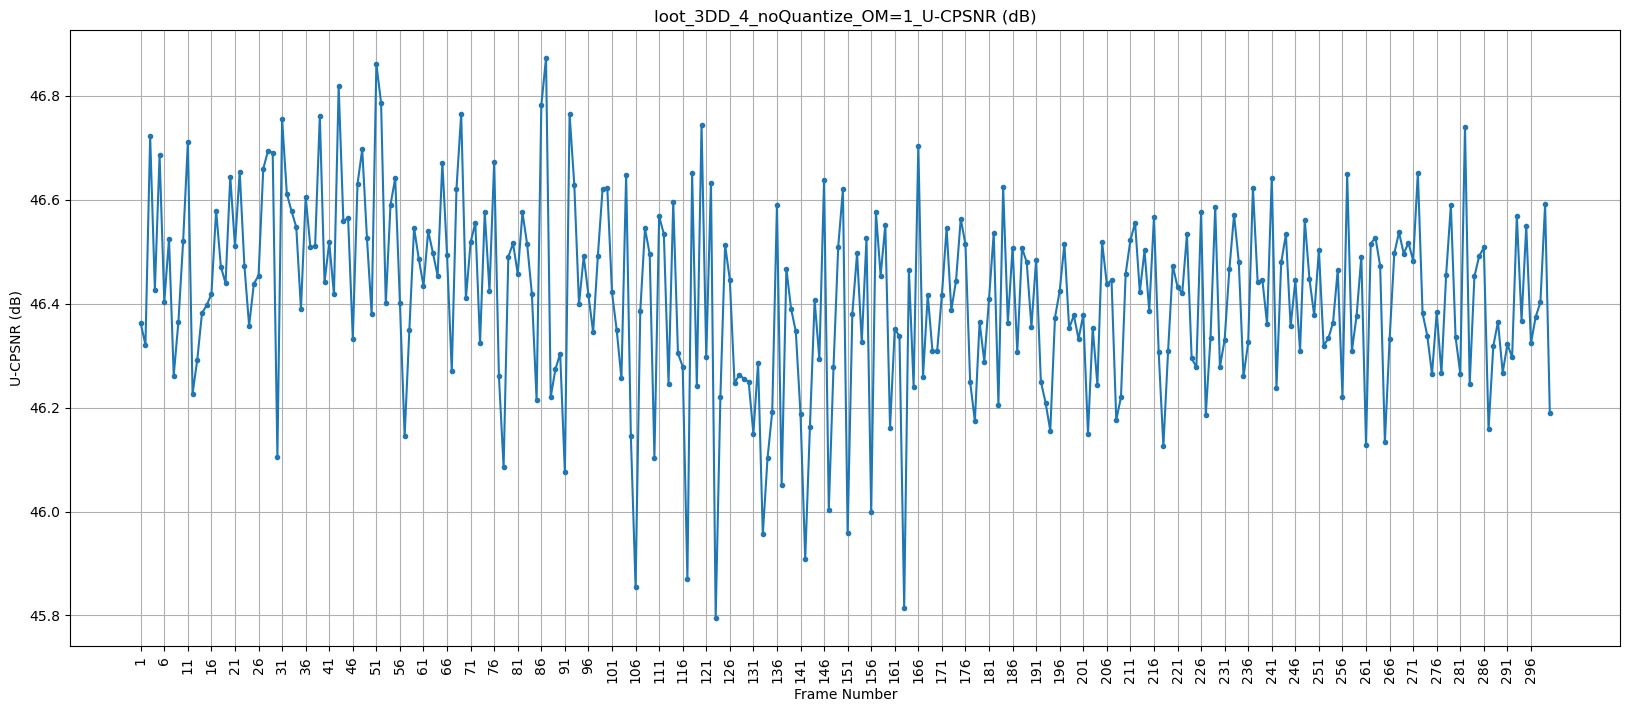 loot_3DD_4_noQuantize_OM=1_U-CPSNR (dB)
U-CPSNR (dB)
46.8
46.6
46.4
46.2
46.0
45.8
1 6 11 16 21 26 31 36 41 46 51 56 61 66 71 76 81 86 91 96 101 106 111 116 121 126 131 136 141 146 151 156 161 166 171 176 181 186 191 196 201 206 211 216 221 226 231 236 241 246 251 256 261 266 271 276 281 286 291 296
Frame Number